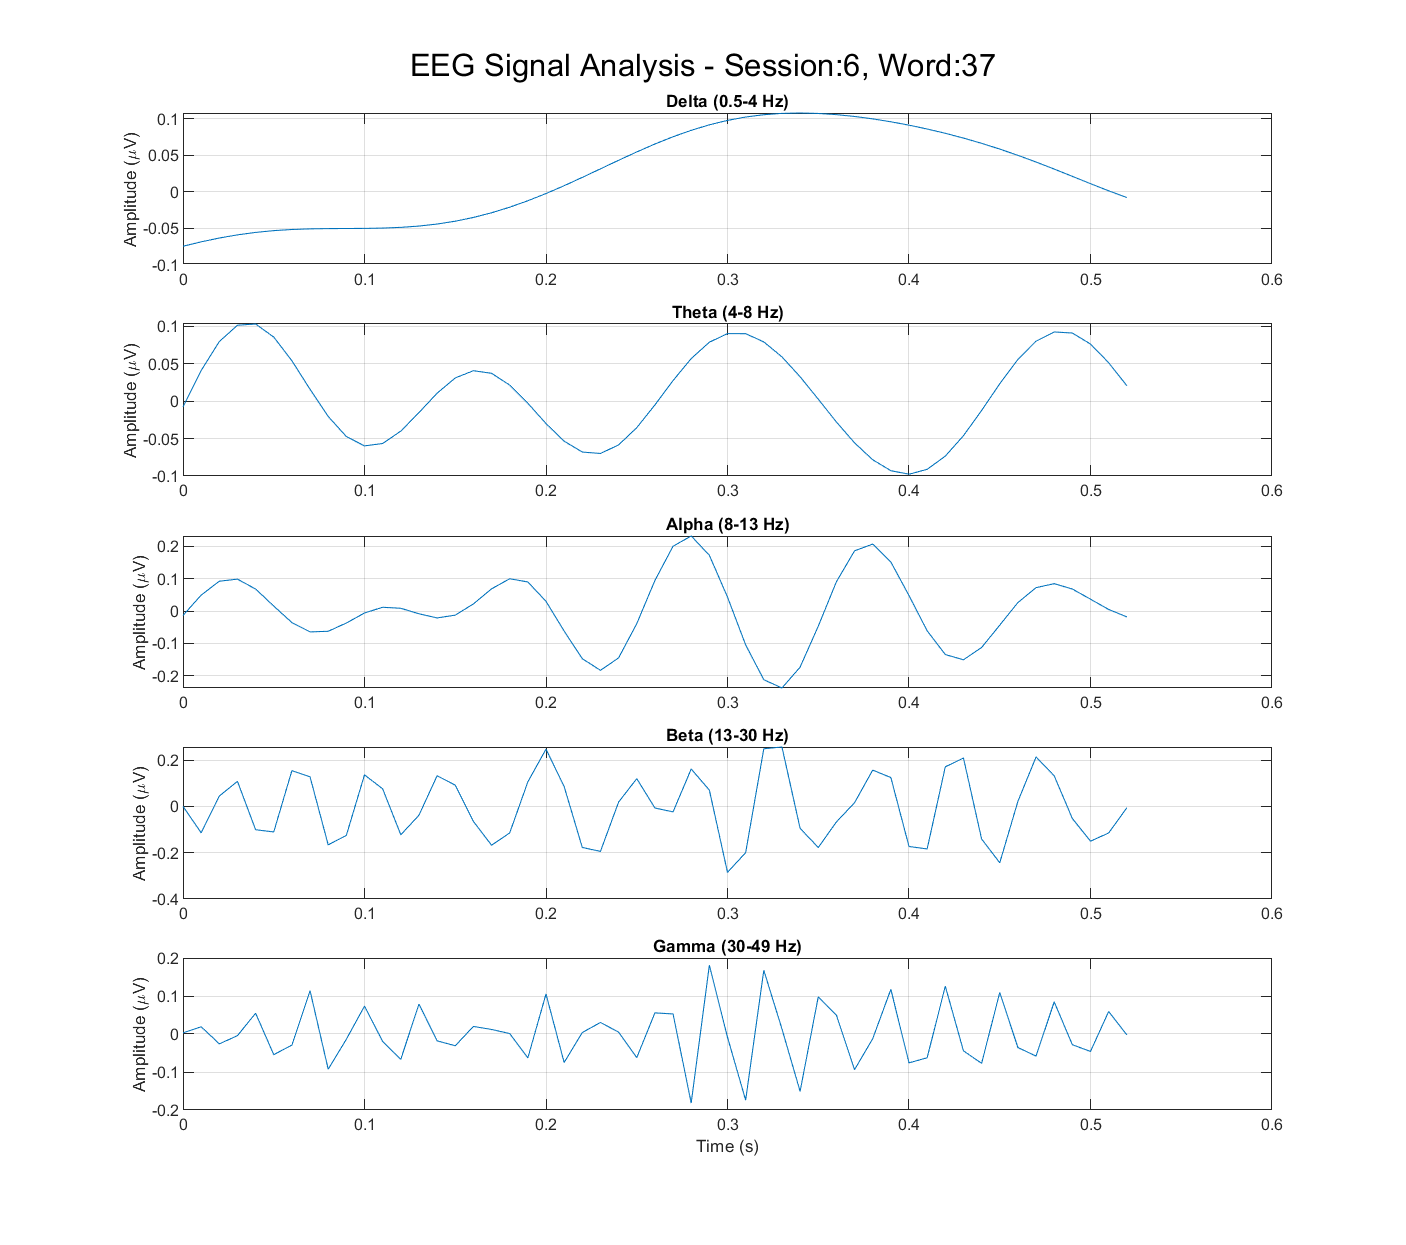 EEG Signal Analysis - Session:6, Word:37
Delta (0.5-4 Hz)
Amplitude (μV)
0.1
0.05
0
-0.05
-0.1
0 0.1 0.2 0.3 0.4 0.5 0.6
Theta (4-8 Hz)
Amplitude (μV)
0.1
0.05
0
-0.05
-0.1
0 0.1 0.2 0.3 0.4 0.5 0.6
Alpha (8-13 Hz)
Amplitude (μV)
0.2
0.1
0
-0.1
-0.2
0 0.1 0.2 0.3 0.4 0.5 0.6
Beta (13-30 Hz)
Amplitude (μV)
0.2
0
-0.2
-0.4
0 0.1 0.2 0.3 0.4 0.5 0.6
Gamma (30-49 Hz)
Amplitude (μV)
0.2
0.1
0
-0.1
-0.2
0 0.1 0.2 0.3 0.4 0.5 0.6
Time (s)